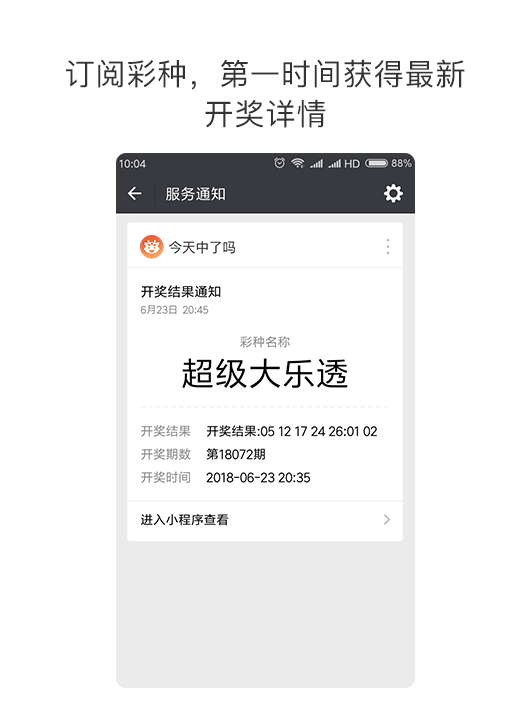 订阅彩种，第一时间获得最新
开奖详情
10:04 HD 88%
服务通知
今天中了吗
开奖结果通知
6月23日 20:45
彩种名称
超级大乐透
开奖结果 开奖结果:05 12 17 24 26:01 02
开奖期数 第18072期
开奖时间 2018-06-23 20:35
进入小程序查看